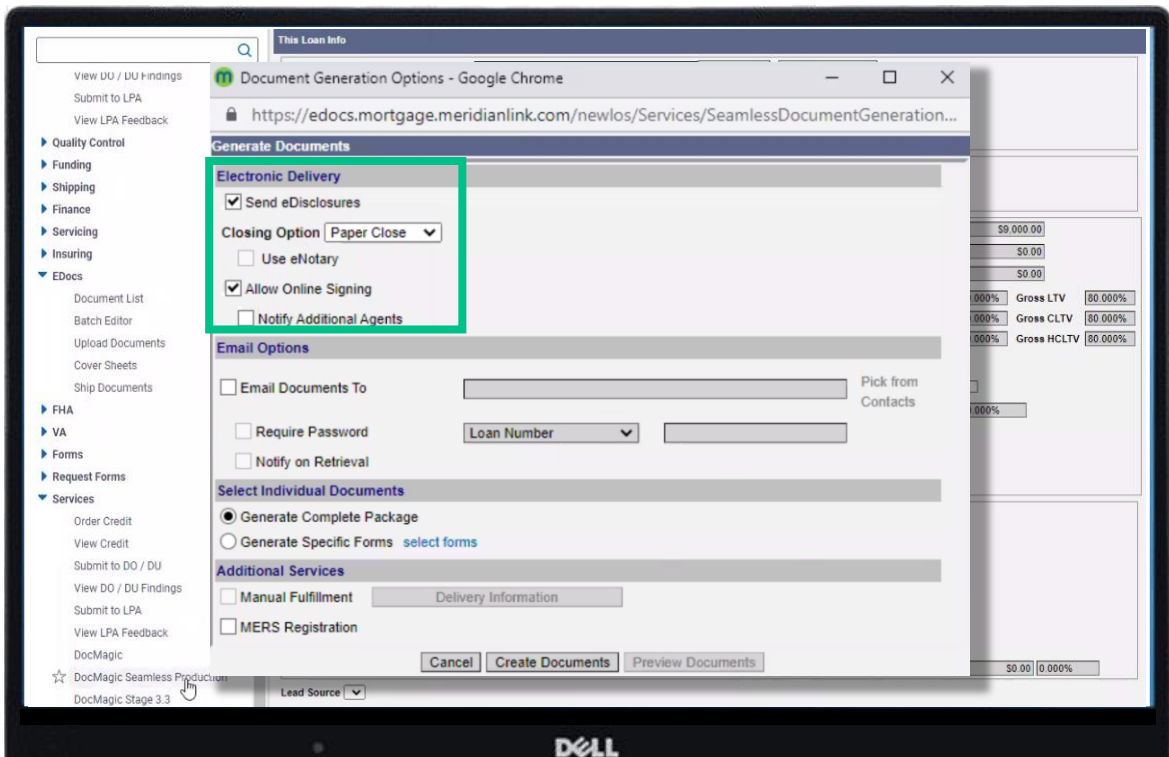 This Loan Info
View DO / DU Findings
Submit to LPA
View LPA Feedback
Quality Control
Funding
Shipping
Finance
Servicing
Insuring
EDocs
Document List
Batch Editor
Upload Documents
Cover Sheets
Ship Documents
FHA
VA
Forms
Request Forms
Services
Order Credit
View Credit
Submit to DO / DU
View DO / DU Findings
Submit to LPA
View LPA Feedback
DocMagic
DocMagic Seamless Production
DocMagic Stage 3.3
Document Generation Options - Google Chrome
https://edocs.mortgage.meridianlink.com/newlos/Services/SeamlessDocumentGeneration...
Generate Documents
Electronic Delivery
Send eDisclosures
Closing Option Paper Close
Use eNotary
Allow Online Signing
Notify Additional Agents
Email Options
Email Documents To
Pick from
Contacts
Require Password Loan Number
Notify on Retrieval
Select Individual Documents
Generate Complete Package
Generate Specific Forms select forms
Additional Services
Manual Fulfillment Delivery Information
MERS Registration
Cancel Create Documents Preview Documents
$9,000.00
$0.00
$0.00
.000% Gross LTV 80.000%
.000% Gross CLTV 80.000%
.000% Gross HCLTV 80.000%
.000%
$0.00 0.000%
Lead Source
DELL